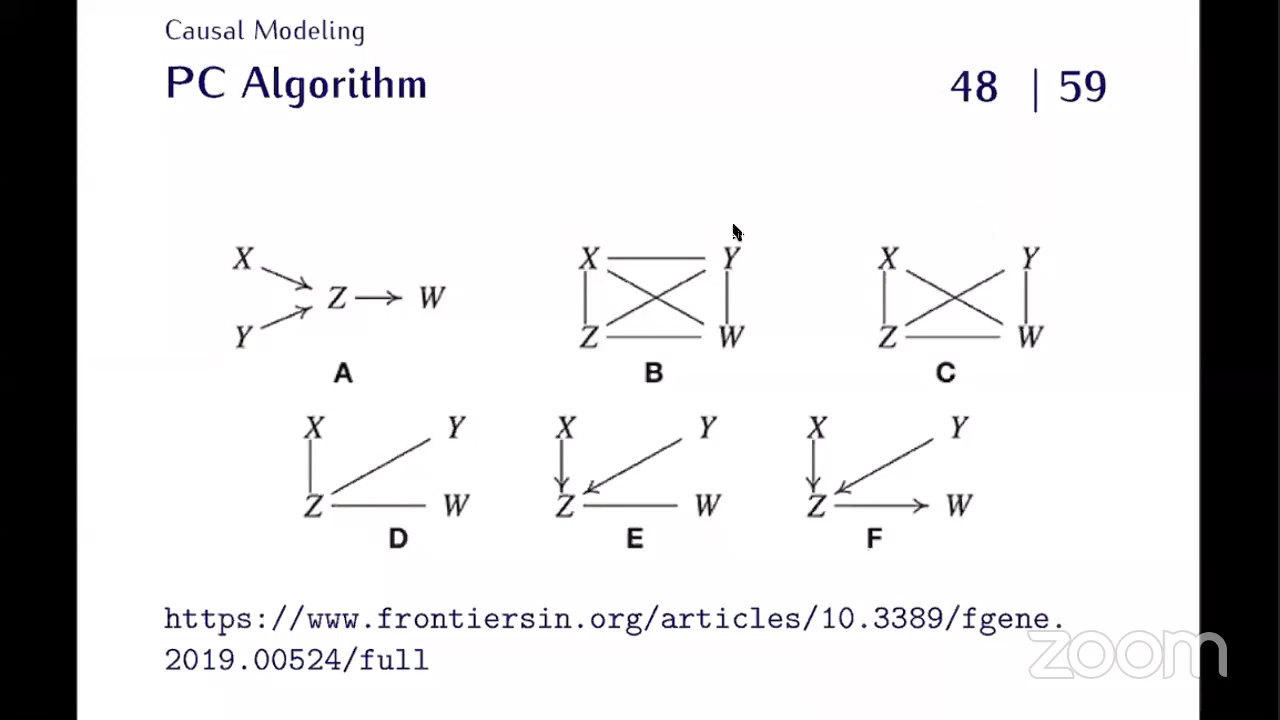 Causal Modeling
PC Algorithm
48 | 59
X
Z
W
Y
A
X Y
Z W
B
X Y
Z W
C
X Y
Z W
D
X Y
Z W
E
X Y
Z W
F
https://www.frontiersin.org/articles/10.3389/fgene.
2019.00524/full
zoom